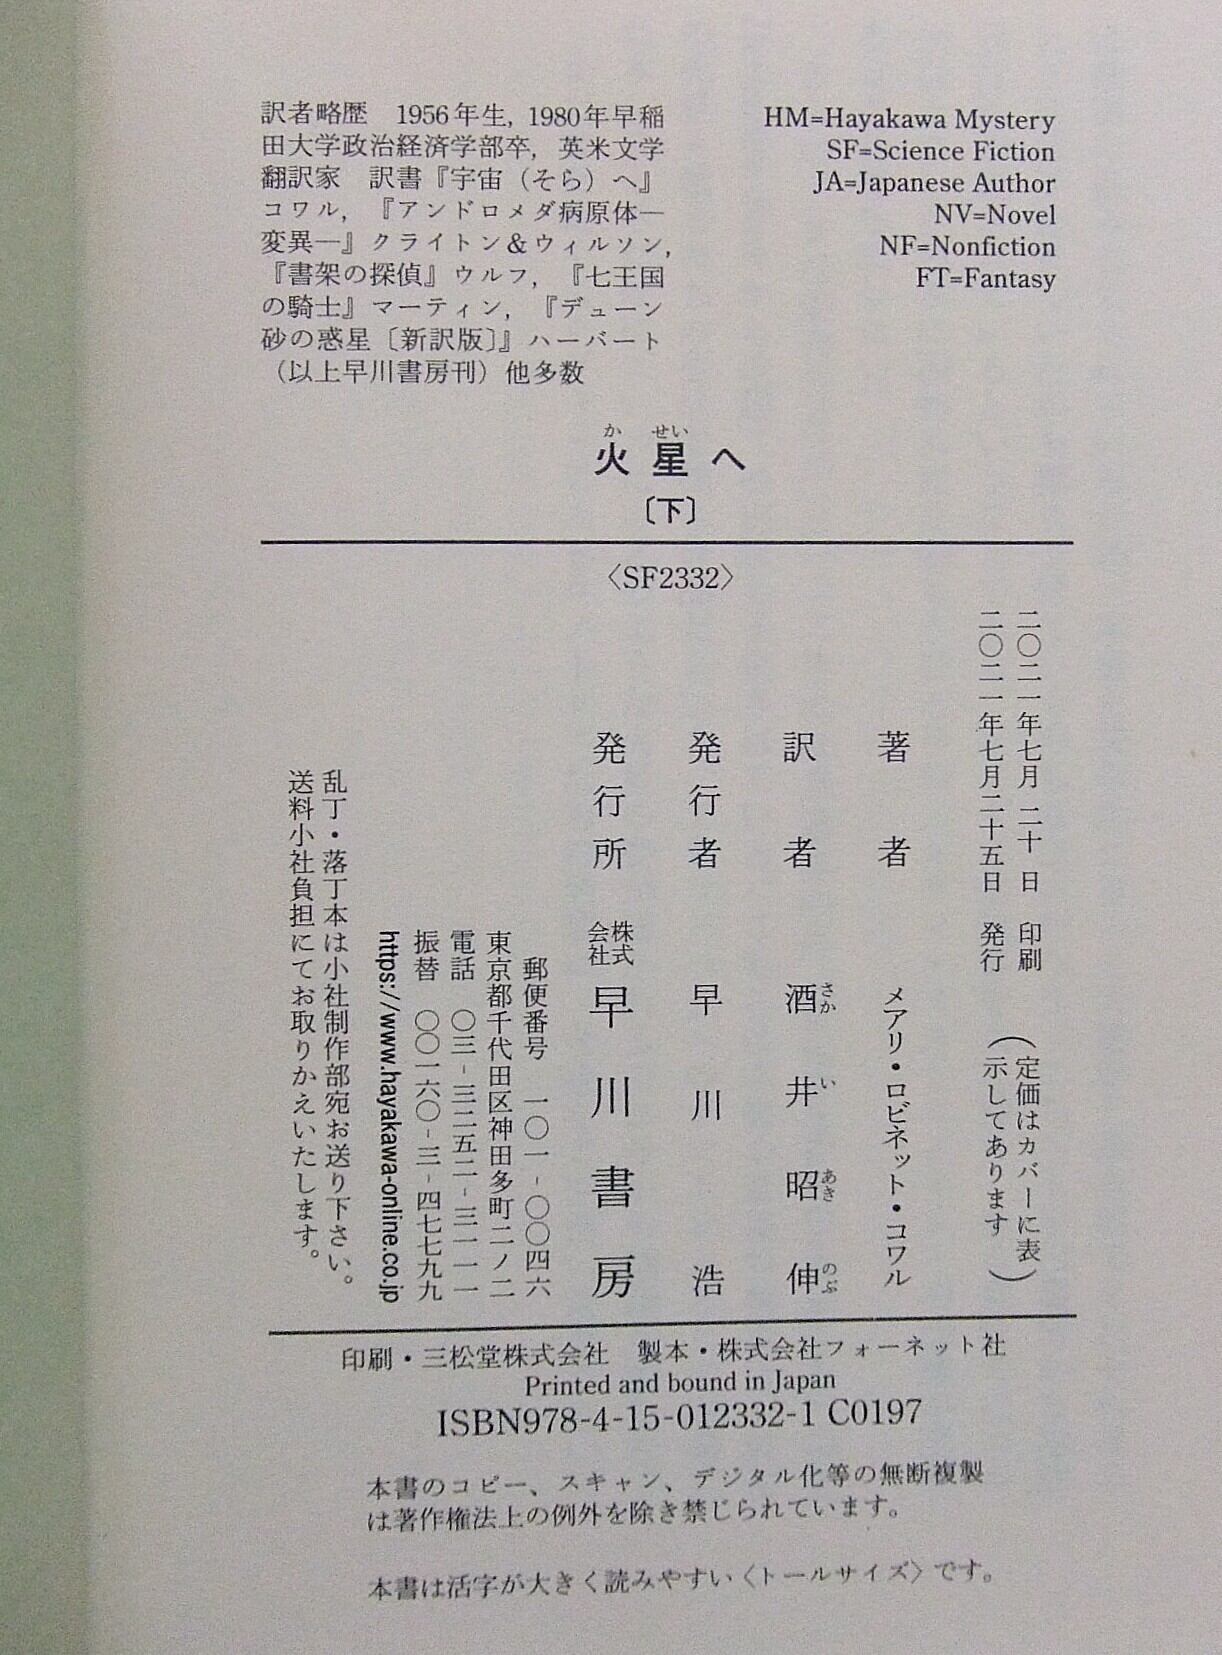 訳者略歴　1956年生，1980年早稲
田大学政治経済学部卒，英米文学
翻訳家　訳書『宇宙（そら）へ』
コワル，『アンドロメダ病原体―
変異―』クライトン＆ウィルソン，
『書架の探偵』ウルフ，『七王国
の騎士』マーティン，『デューン
砂の惑星〔新訳版〕』ハーバート
（以上早川書房刊）他多数
HM=Hayakawa Mystery
SF=Science Fiction
JA=Japanese Author
NV=Novel
NF=Nonfiction
FT=Fantasy
かせい
火星へ
〔下〕
〈SF2332〉
二〇二一年七月二十日　印刷
二〇二一年七月二十五日　発行
（定価はカバーに表
示してあります）
著者　メアリ・ロビネット・コワル
訳者　酒井昭伸
さかいあきのぶ
発行者　早川　浩
発行所　株式会社　早川書房
郵便番号　一〇一-〇〇四六
東京都千代田区神田多町二ノ二
電話　〇三-三二五二-三一一一
振替　〇〇一六〇-三-四七七九九
https://www.hayakawa-online.co.jp
乱丁・落丁本は小社制作部宛お送り下さい。
送料小社負担にてお取りかえいたします。
印刷・三松堂株式会社　製本・株式会社フォーネット社
Printed and bound in Japan
ISBN978-4-15-012332-1 C0197
本書のコピー、スキャン、デジタル化等の無断複製
は著作権法上の例外を除き禁じられています。
本書は活字が大きく読みやすい〈トールサイズ〉です。